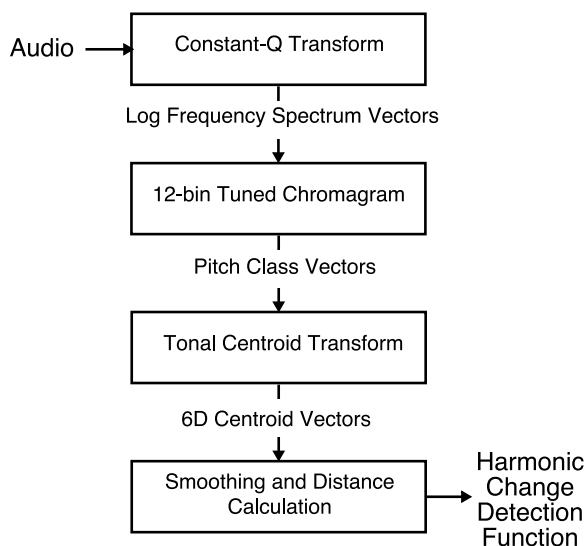 Audio
Constant-Q Transform
Log Frequency Spectrum Vectors
12-bin Tuned Chromagram
Pitch Class Vectors
Tonal Centroid Transform
6D Centroid Vectors
Smoothing and Distance
Calculation
Harmonic
Change
Detection
Function